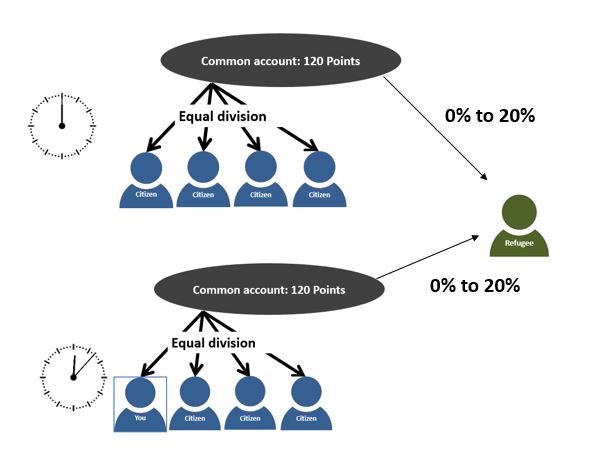 Common account: 120 Points
Equal division
0% to 20%
Citizen Citizen Citizen Citizen
Refugee
Common account: 120 Points
0% to 20%
Equal division
You Citizen Citizen Citizen